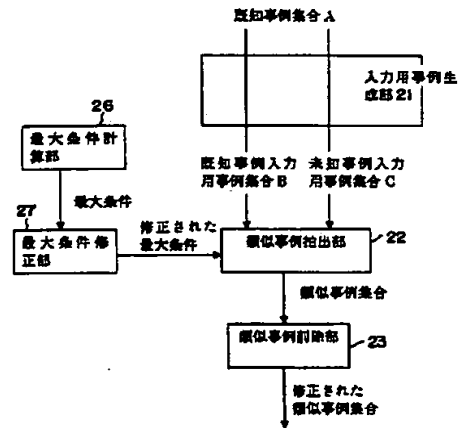 既知事例集合A
入力用事例生
成部21
26
最大条件計
算部
既知事例入力
用事例集合B
未知事例入力
用事例集合C
最大条件
27
最大条件修
正部
修正された
最大条件
類似事例抽出部
22
類似事例集合
類似事例削除部
23
修正された
類似事例集合